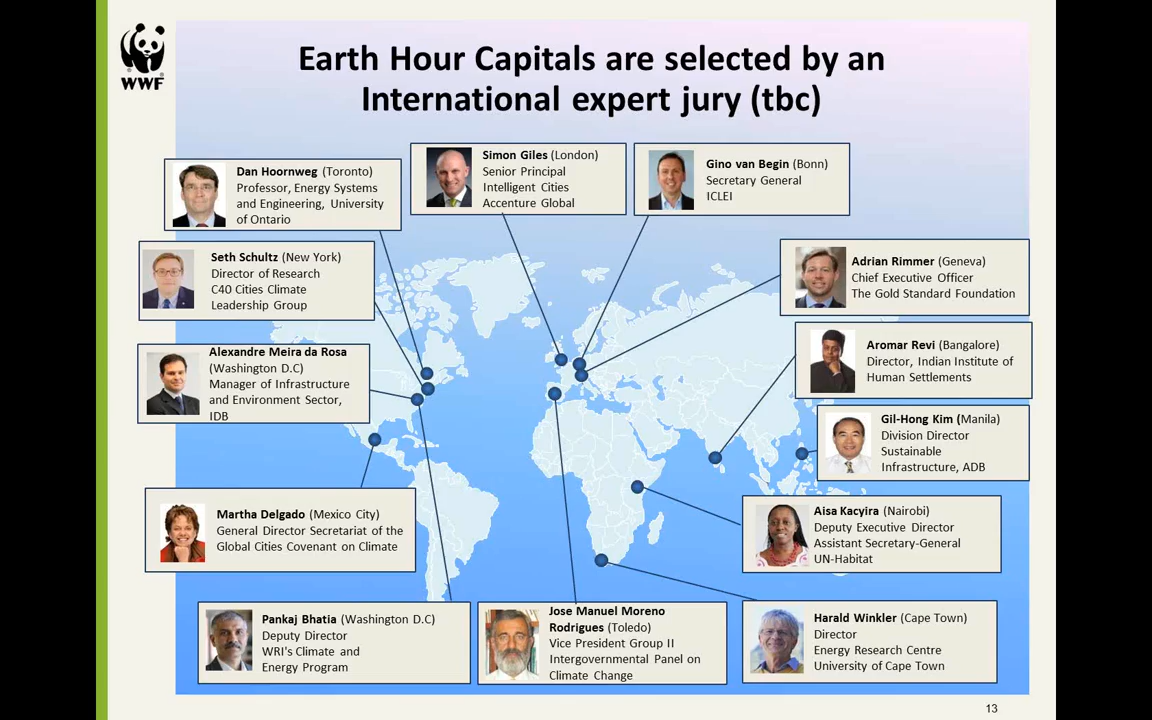 WWF
Earth Hour Capitals are selected by an
International expert jury (tbc)
Dan Hoornweg (Toronto)
Professor, Energy Systems
and Engineering, University
of Ontario
Simon Giles (London)
Senior Principal
Intelligent Cities
Accenture Global
Gino van Begin (Bonn)
Secretary General
ICLEI
Seth Schultz (New York)
Director of Research
C40 Cities Climate
Leadership Group
Adrian Rimmer (Geneva)
Chief Executive Officer
The Gold Standard Foundation
Alexandre Meira da Rosa
(Washington D.C)
Manager of Infrastructure
and Environment Sector,
IDB
Aromar Revi (Bangalore)
Director, Indian Institute of
Human Settlements
Gil-Hong Kim (Manila)
Division Director
Sustainable
Infrastructure, ADB
Martha Delgado (Mexico City)
General Director Secretariat of the
Global Cities Covenant on Climate
Aisa Kacyira (Nairobi)
Deputy Executive Director
Assistant Secretary-General
UN-Habitat
Pankaj Bhatia (Washington D.C)
Deputy Director
WRI's Climate and
Energy Program
Jose Manuel Moreno
Rodrigues (Toledo)
Vice President Group II
Intergovernmental Panel on
Climate Change
Harald Winkler (Cape Town)
Director
Energy Research Centre
University of Cape Town
13